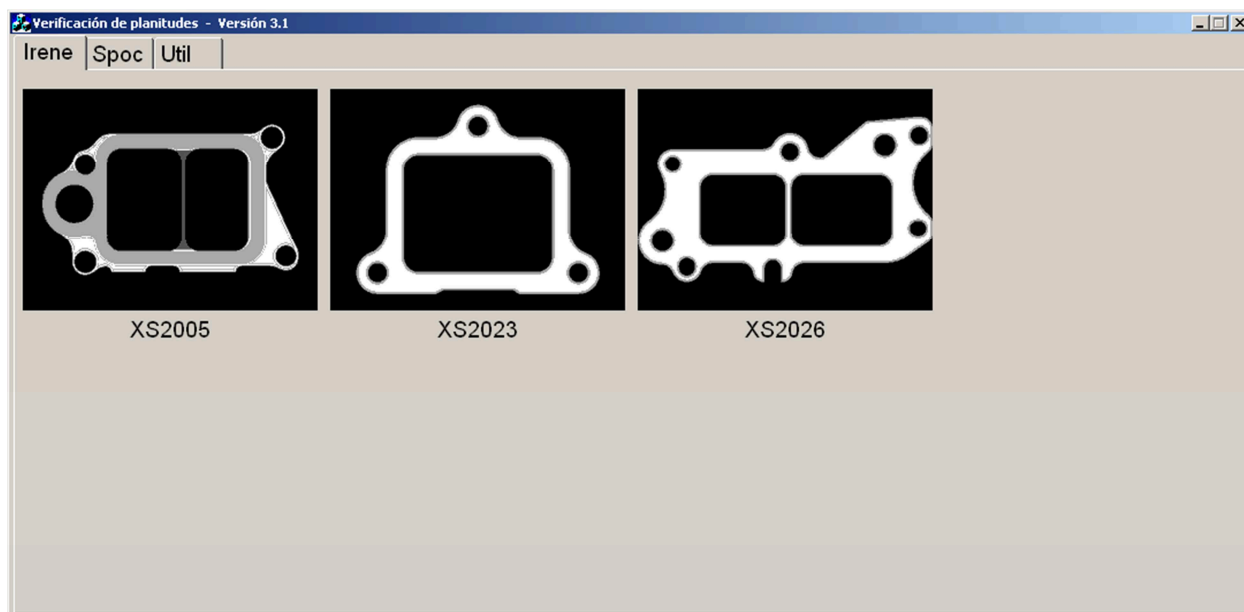 Verificación de planitudes - Versión 3.1
Irene Spoc Util
XS2005 XS2023 XS2026